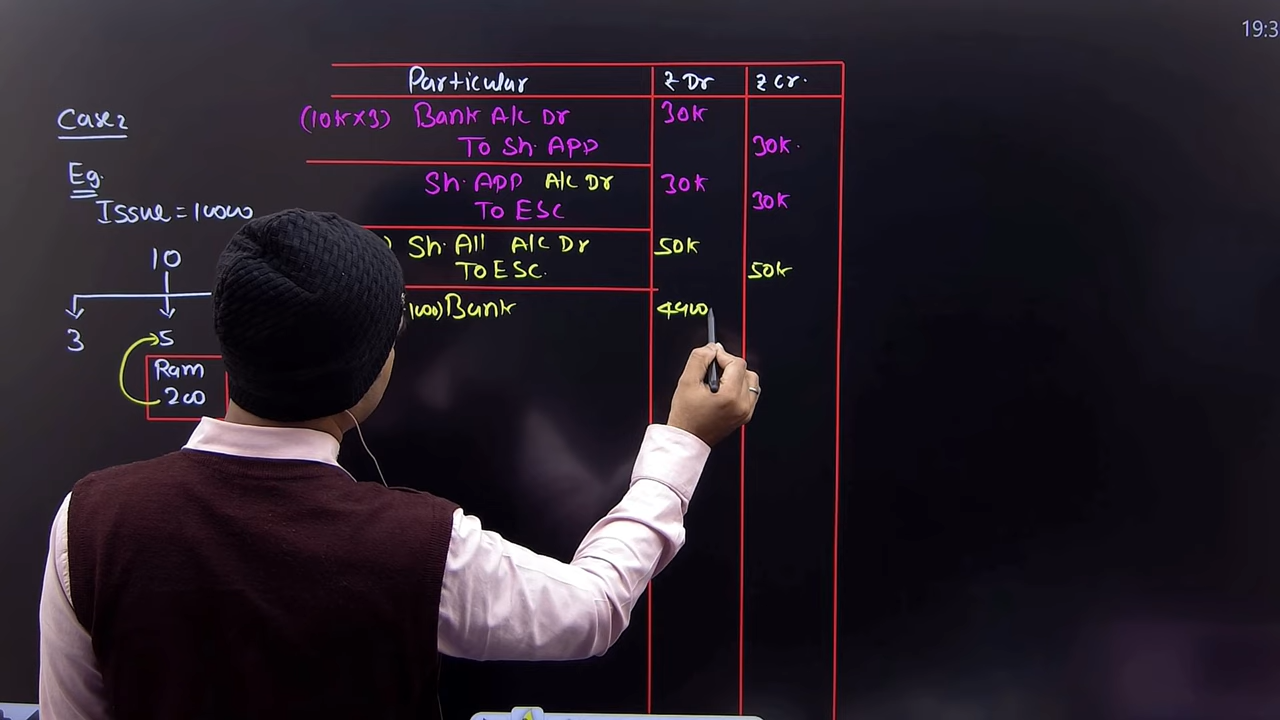 19:3
Particular ₹ Dr ₹ Cr.
Case2
(10k×3) Bank A/c Dr 30k
To Sh. APP 30k.
Eg.
Sh. APP A/c Dr 30k
To ESC 30k
Issue = 10000
) Sh. All A/c Dr 50k
To ESC. 50k
10
000) Bank
3 5
Ram
200